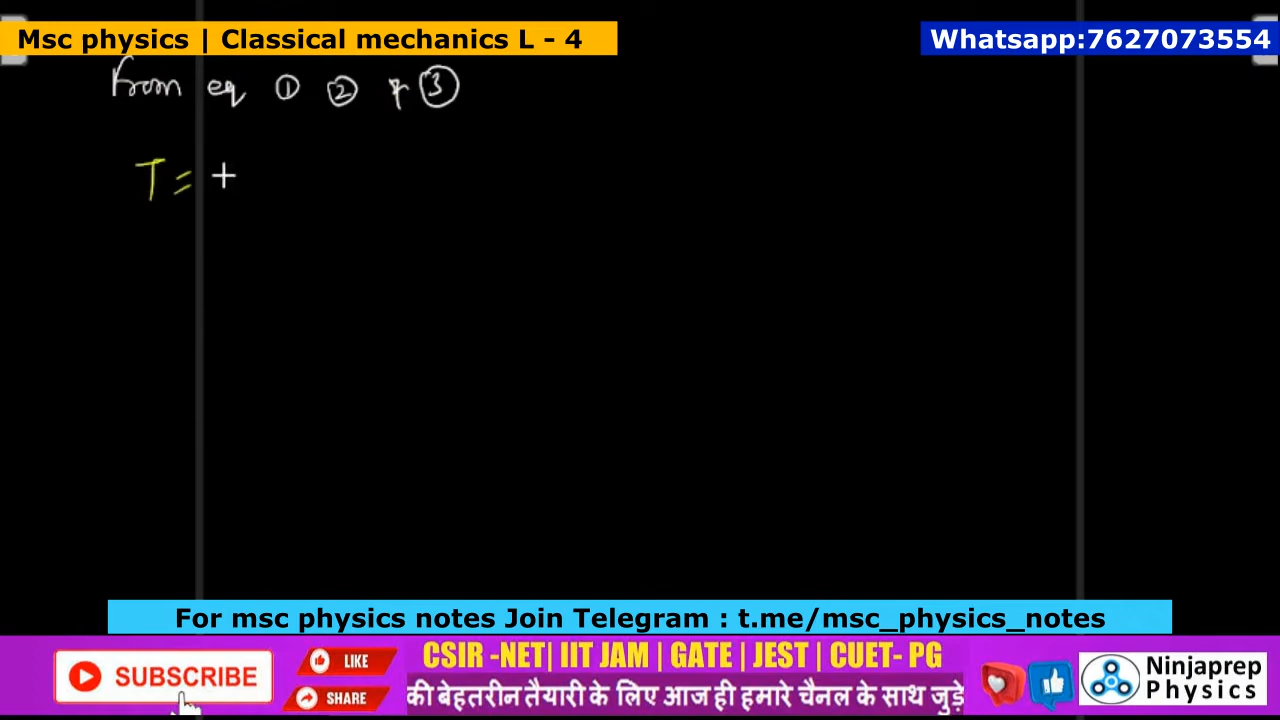 Msc physics | Classical mechanics L - 4
Whatsapp:7627073554
from eq ① ② & ③
T = +
For msc physics notes Join Telegram : t.me/msc_physics_notes
SUBSCRIBE
LIKE
SHARE
CSIR -NET| IIT JAM | GATE | JEST | CUET- PG
की बेहतरीन तैयारी के लिए आज ही हमारे चैनल के साथ जुड़े
Ninjaprep
Physics